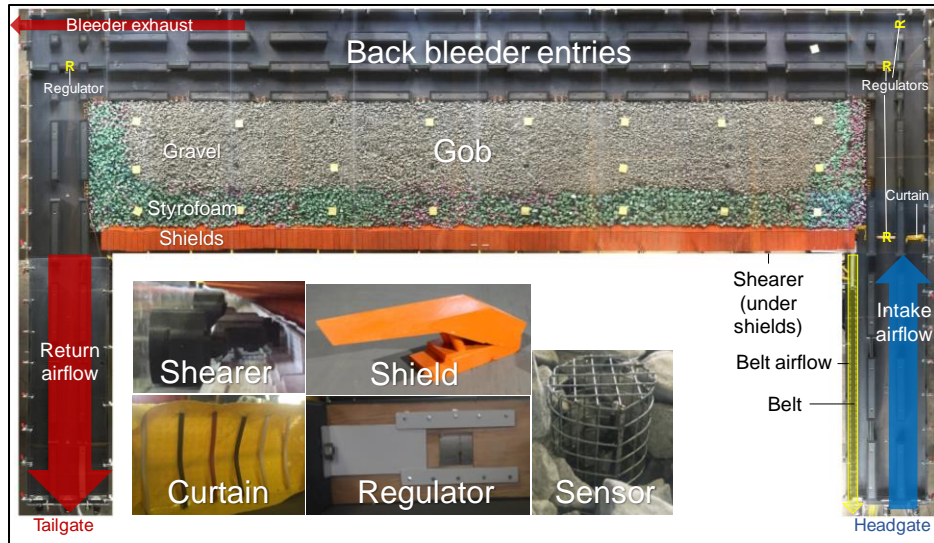 Bleeder exhaust
Back bleeder entries
R
R
R
Regulator
Regulators
Gravel
Gob
Styrofoam
Curtain
Shields
R
Shearer
(under
shields)
Return
airflow
Intake
airflow
Shearer
Shield
Belt airflow
Belt
Curtain
Regulator
Sensor
Tailgate
Headgate